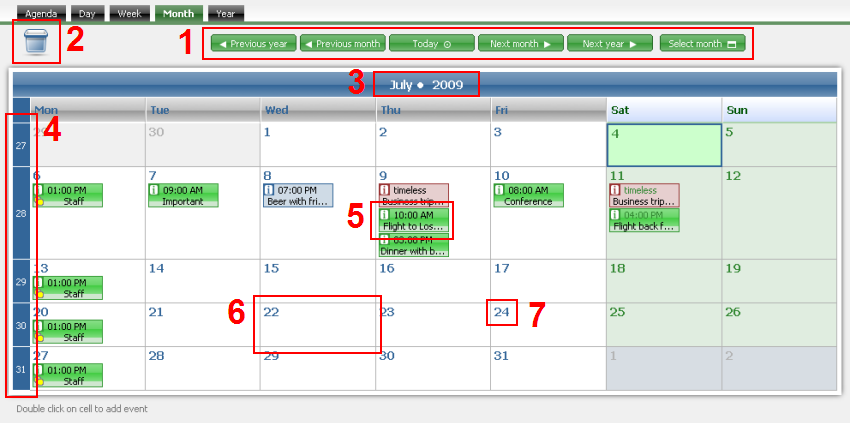 Agenda Day Week Month Year
2 1 ◄ Previous year ◄ Previous month Today Next month ► Next year ► Select month
3 July • 2009
4 Mon Tue Wed Thu Fri Sat Sun
27 29 30 1 2 3 4 5
28 6 7 8 9 10 11 12
i 01:00 PM i 09:00 AM i 07:00 PM i timeless i 08:00 AM i timeless
Staff Important Beer with fri... Business trip... Conference Business trip...
5 i 10:00 AM i 04:00 PM
Flight to Los... Flight back f...
05:00 PM
Dinner with b...
29 13 14 15 16 17 18 19
i 01:00 PM
Staff
30 20 21 6 22 23 24 7 25 26
i 01:00 PM
Staff
31 27 28 29 30 31 1 2
i 01:00 PM
Staff
Double click on cell to add event